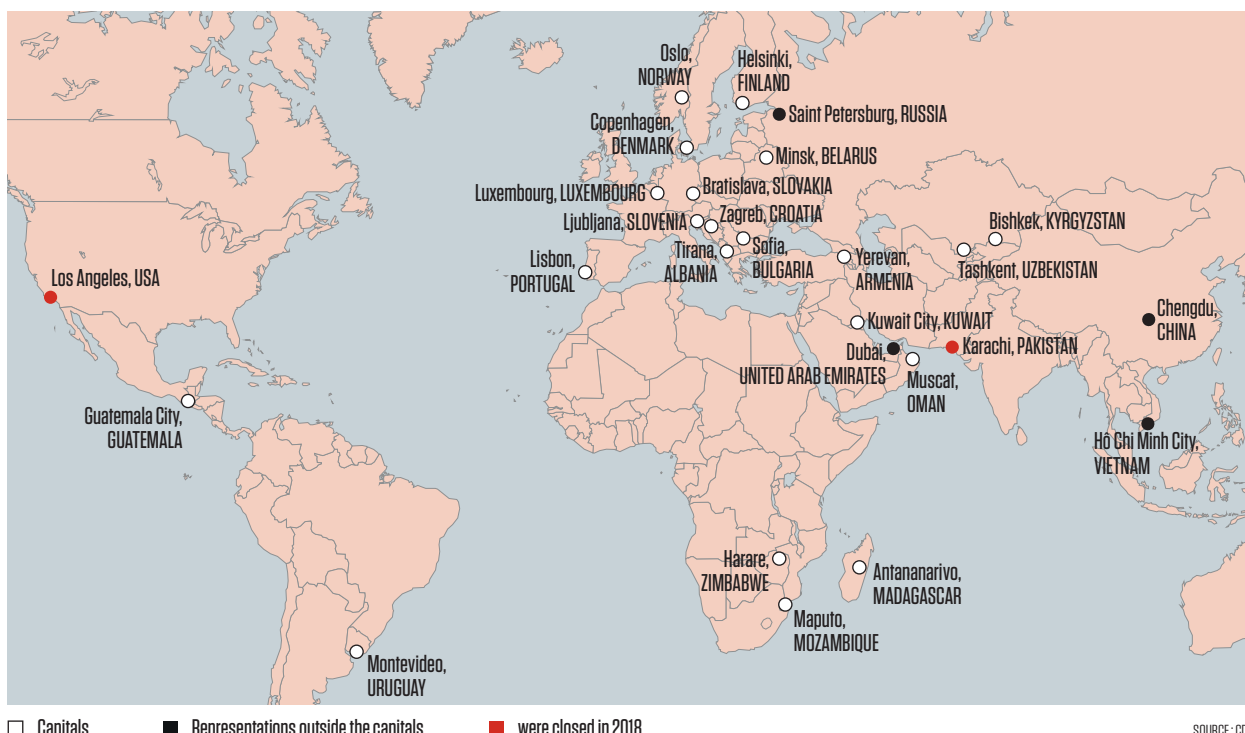 Oslo,
NORWAY
Helsinki,
FINLAND
Saint Petersburg, RUSSIA
Copenhagen,
DENMARK
Minsk, BELARUS
Luxembourg, LUXEMBOURG
Bratislava, SLOVAKIA
Ljubljana, SLOVENIA
Zagreb, CROATIA
Bishkek, KYRGYZSTAN
Lisbon,
PORTUGAL
Tirana,
ALBANIA
Sofia,
BULGARIA
Yerevan,
ARMENIA
Tashkent, UZBEKISTAN
Los Angeles, USA
Chengdu,
CHINA
Kuwait City, KUWAIT
Dubai,
UNITED ARAB EMIRATES
Karachi, PAKISTAN
Muscat,
OMAN
Guatemala City,
GUATEMALA
Hô Chi Minh City,
VIETNAM
Harare,
ZIMBABWE
Antananarivo,
MADAGASCAR
Maputo,
MOZAMBIQUE
Montevideo,
URUGUAY
Capitals
Representations outside the capitals
were closed in 2018
SOURCE: